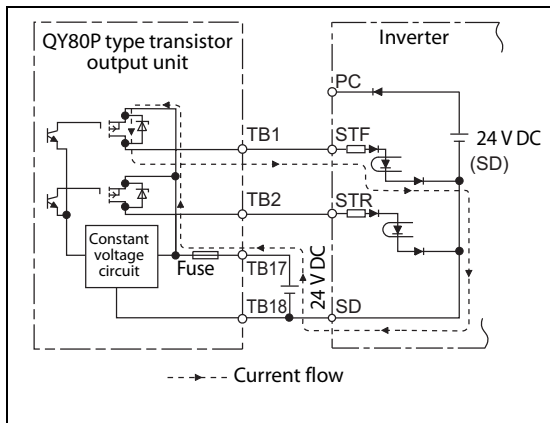 QY80P type transistor
output unit
Inverter
PC
TB1
STF
24 V DC
(SD)
TB2
STR
Constant
voltage
circuit
Fuse
TB17
24 V DC
TB18
SD
Current flow